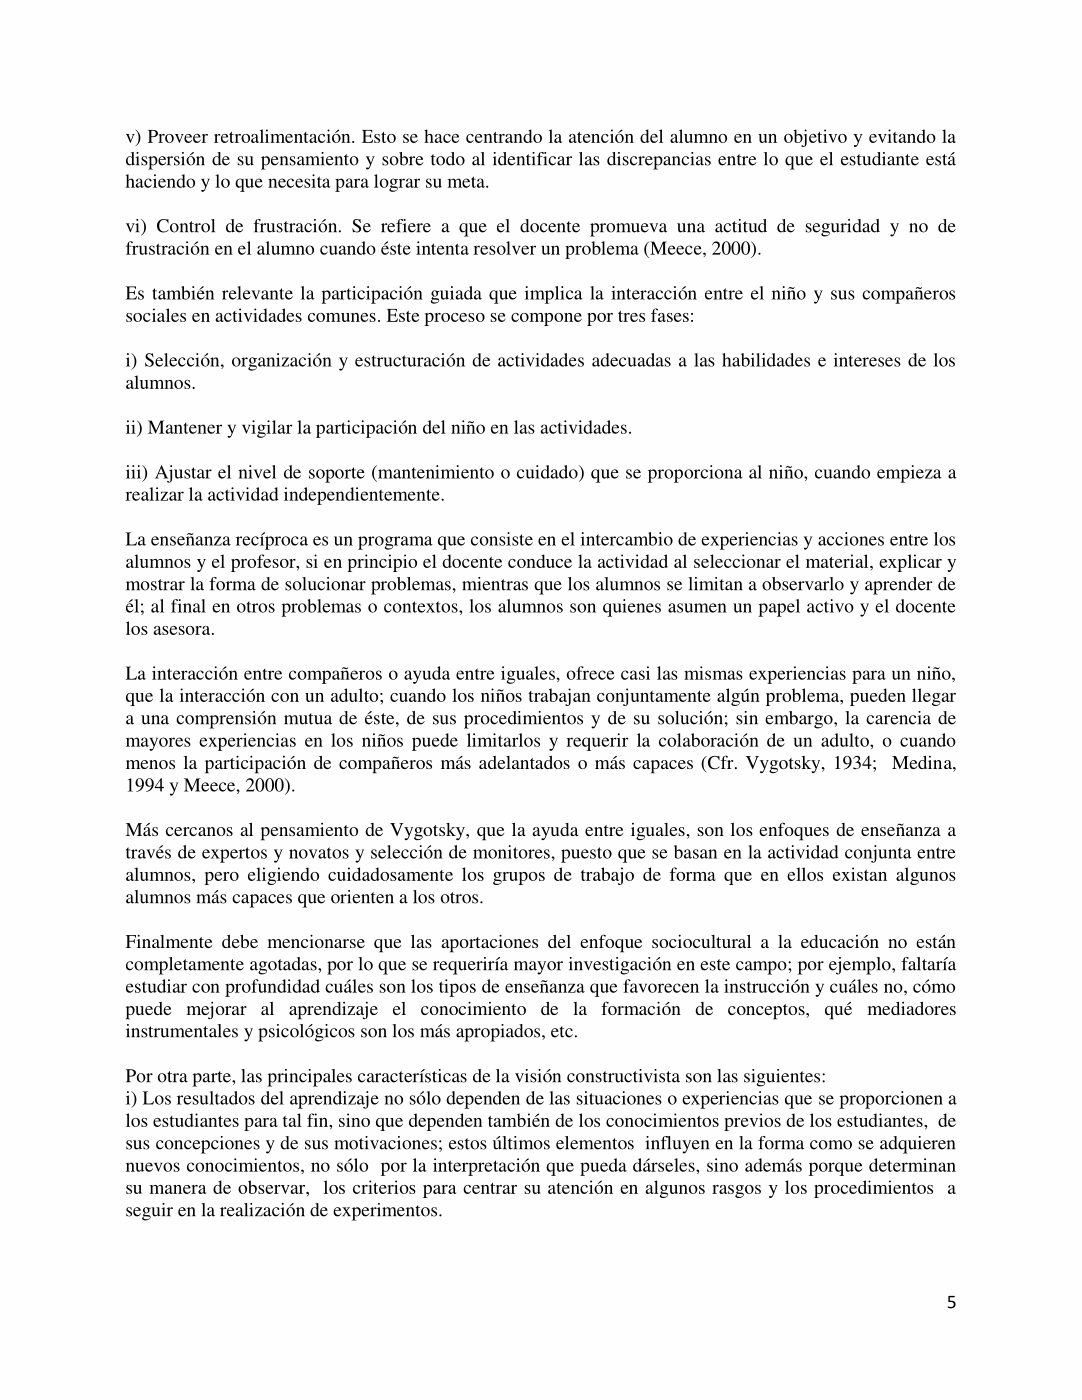 v) Proveer retroalimentación. Esto se hace centrando la atención del alumno en un objetivo y evitando la
dispersión de su pensamiento y sobre todo al identificar las discrepancias entre lo que el estudiante está
haciendo y lo que necesita para lograr su meta.
vi) Control de frustración. Se refiere a que el docente promueva una actitud de seguridad y no de
frustración en el alumno cuando éste intenta resolver un problema (Meece, 2000).
Es también relevante la participación guiada que implica la interacción entre el niño y sus compañeros
sociales en actividades comunes. Este proceso se compone por tres fases:
i) Selección, organización y estructuración de actividades adecuadas a las habilidades e intereses de los
alumnos.
ii) Mantener y vigilar la participación del niño en las actividades.
iii) Ajustar el nivel de soporte (mantenimiento o cuidado) que se proporciona al niño, cuando empieza a
realizar la actividad independientemente.
La enseñanza recíproca es un programa que consiste en el intercambio de experiencias y acciones entre los
alumnos y el profesor, si en principio el docente conduce la actividad al seleccionar el material, explicar y
mostrar la forma de solucionar problemas, mientras que los alumnos se limitan a observarlo y aprender de
él; al final en otros problemas o contextos, los alumnos son quienes asumen un papel activo y el docente
los asesora.
La interacción entre compañeros o ayuda entre iguales, ofrece casi las mismas experiencias para un niño,
que la interacción con un adulto; cuando los niños trabajan conjuntamente algún problema, pueden llegar
a una comprensión mutua de éste, de sus procedimientos y de su solución; sin embargo, la carencia de
mayores experiencias en los niños puede limitarlos y requerir la colaboración de un adulto, o cuando
menos la participación de compañeros más adelantados o más capaces (Cfr. Vygotsky, 1934; Medina,
1994 y Meece, 2000).
Más cercanos al pensamiento de Vygotsky, que la ayuda entre iguales, son los enfoques de enseñanza a
través de expertos y novatos y selección de monitores, puesto que se basan en la actividad conjunta entre
alumnos, pero eligiendo cuidadosamente los grupos de trabajo de forma que en ellos existan algunos
alumnos más capaces que orienten a los otros.
Finalmente debe mencionarse que las aportaciones del enfoque sociocultural a la educación no están
completamente agotadas, por lo que se requeriría mayor investigación en este campo; por ejemplo, faltaría
estudiar con profundidad cuáles son los tipos de enseñanza que favorecen la instrucción y cuáles no, cómo
puede mejorar al aprendizaje el conocimiento de la formación de conceptos, qué mediadores
instrumentales y psicológicos son los más apropiados, etc.
Por otra parte, las principales características de la visión constructivista son las siguientes:
i) Los resultados del aprendizaje no sólo dependen de las situaciones o experiencias que se proporcionen a
los estudiantes para tal fin, sino que dependen también de los conocimientos previos de los estudiantes, de
sus concepciones y de sus motivaciones; estos últimos elementos influyen en la forma como se adquieren
nuevos conocimientos, no sólo por la interpretación que pueda dárseles, sino además porque determinan
su manera de observar, los criterios para centrar su atención en algunos rasgos y los procedimientos a
seguir en la realización de experimentos.
5